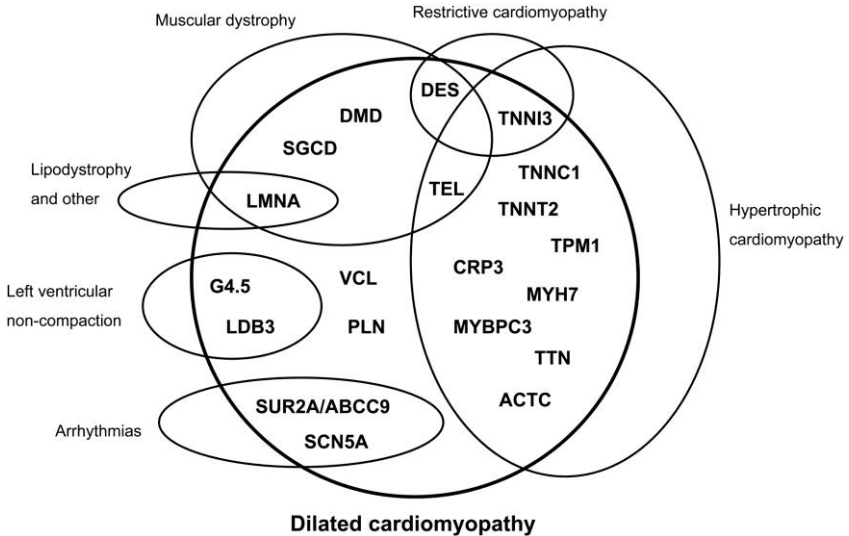 Muscular dystrophy
Restrictive cardiomyopathy
DES
DMD
TNNI3
SGCD
Lipodystrophy
and other
TNNC1
TEL
LMNA
TNNT2
Hypertrophic
cardiomyopathy
TPM1
CRP3
VCL
G4.5
Left ventricular
non-compaction
MYH7
LDB3
PLN
MYBPC3
TTN
ACTC
SUR2A/ABCC9
Arrhythmias
SCN5A
Dilated cardiomyopathy